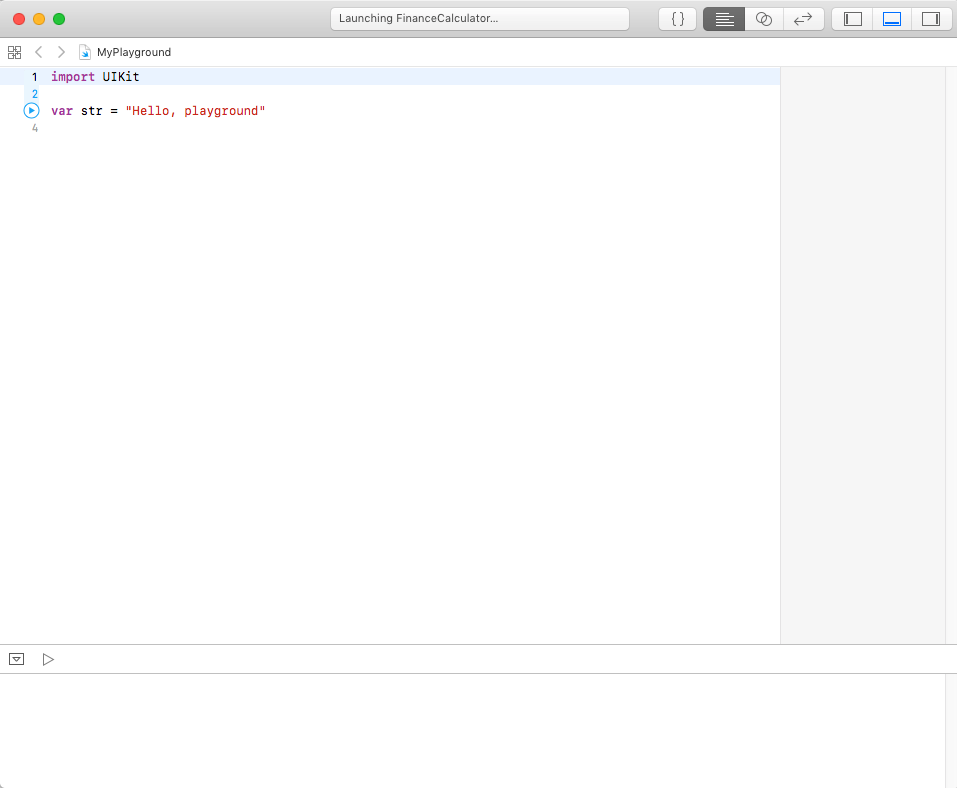 Launching FinanceCalculator...
{ }
MyPlayground
1 import UIKit
2
var str = "Hello, playground"
4